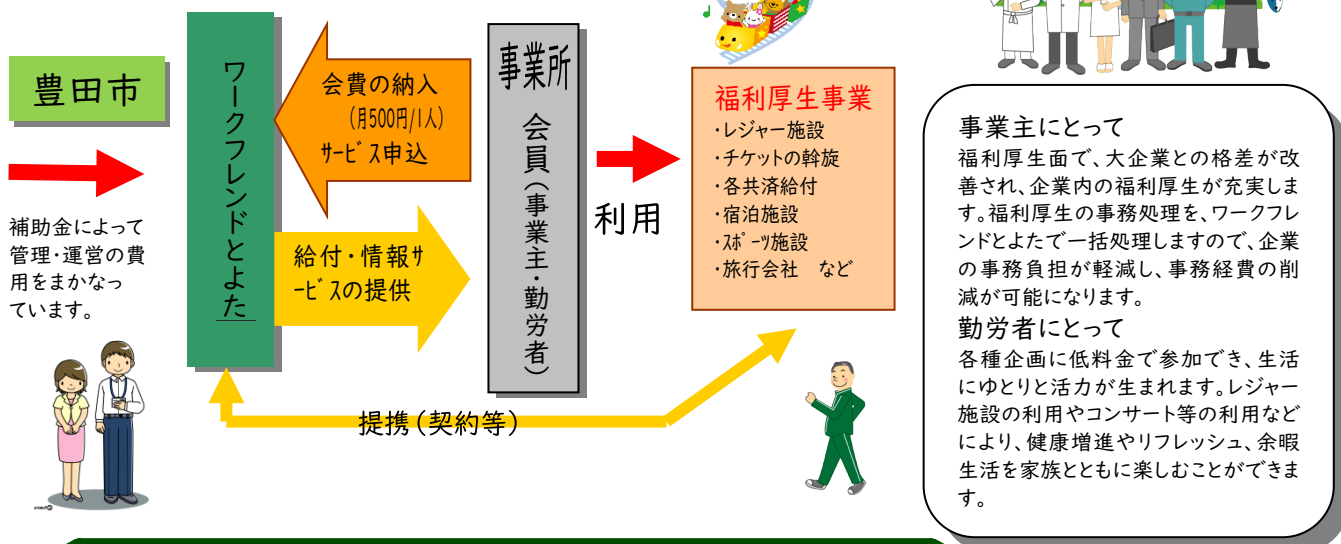 豊田市
補助金によって
管理・運営の費
用をまかなっ
ています。
ワークフレンドとよた
会費の納入
(月500円/1人)
サービス申込
給付・情報サ
ービスの提供
事業所
会員(事業主・勤労者)
利用
福利厚生事業
・レジャー施設
・チケットの斡旋
・各共済給付
・宿泊施設
・スポーツ施設
・旅行会社 など
提携(契約等)
事業主にとって
福利厚生面で、大企業との格差が改
善され、企業内の福利厚生が充実しま
す。福利厚生の事務処理を、ワークフレ
ンドとよたで一括処理しますので、企業
の事務負担が軽減し、事務経費の削
減が可能になります。
勤労者にとって
各種企画に低料金で参加でき、生活
にゆとりと活力が生まれます。レジャー
施設の利用やコンサート等の利用など
により、健康増進やリフレッシュ、余暇
生活を家族とともに楽しむことができま
す。